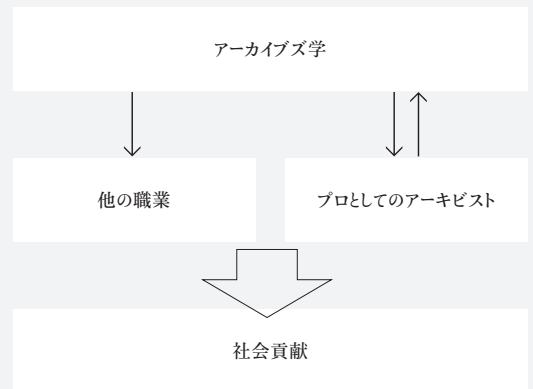 アーカイブズ学
他の職業
プロとしてのアーキビスト
社会貢献